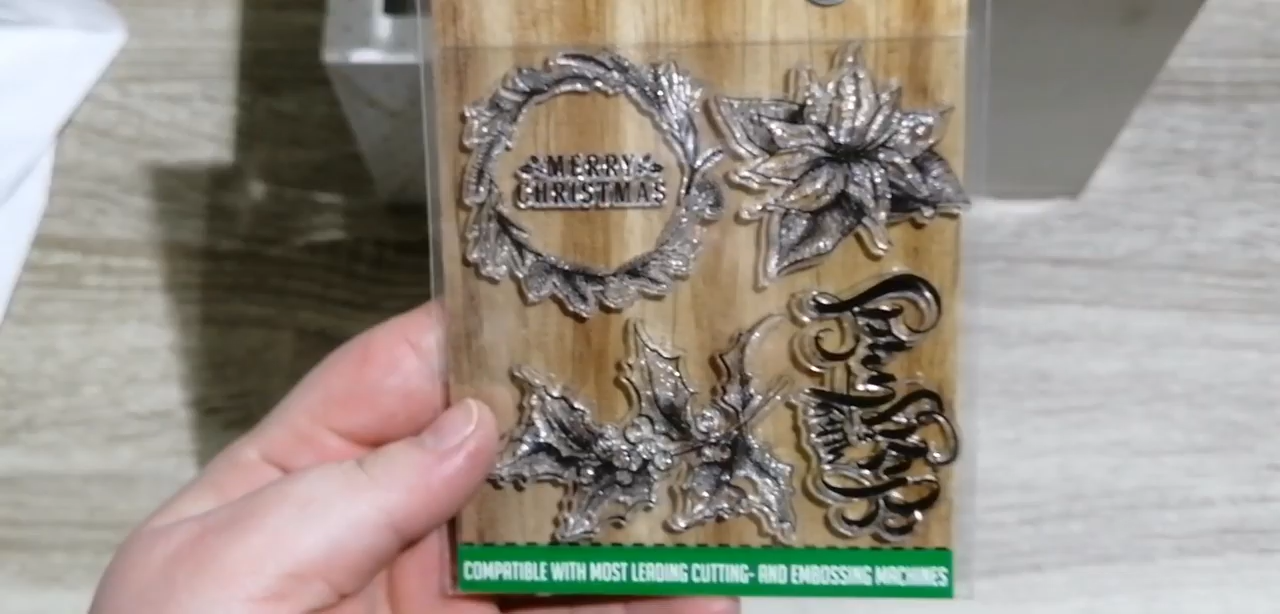 MERRY
CHRISTMAS
COMPATIBLE WITH MOST LEADING CUTTING- AND EMBOSSING MACHINES